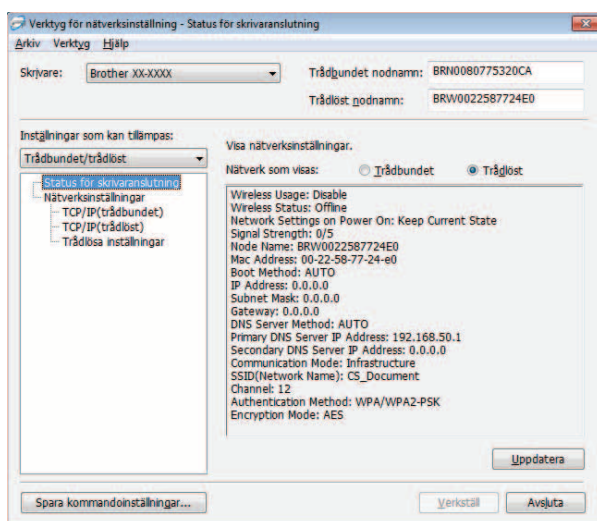 Verktyg för nätverksinställning - Status för skrivaranslutning
Arkiv Verktyg Hjälp
Skrivare:
Brother XX-XXXX
Trådbundet nodnamn:
BRN0080775320CA
Trådlöst nodnamn:
BRW0022587724E0
Inställningar som kan tillämpas:
Trådbundet/trådlöst
Status för skrivaranslutning
Nätverksinställningar
TCP/IP(trådbundet)
TCP/IP(trådlöst)
Trådlösa inställningar
Visa nätverksinställningar.
Nätverk som visas:
Trådbundet
Trådlöst
Wireless Usage: Disable
Wireless Status: Offline
Network Settings on Power On: Keep Current State
Signal Strength: 0/5
Node Name: BRW0022587724E0
Mac Address: 00-22-58-77-24-e0
Boot Method: AUTO
IP Address: 0.0.0.0
Subnet Mask: 0.0.0.0
Gateway: 0.0.0.0
DNS Server Method: AUTO
Primary DNS Server IP Address: 192.168.50.1
Secondary DNS Server IP Address: 0.0.0.0
Communication Mode: Infrastructure
SSID(Network Name): CS_Document
Channel: 12
Authentication Method: WPA/WPA2-PSK
Encryption Mode: AES
Uppdatera
Spara kommandoinställningar...
Verkställ
Avsluta